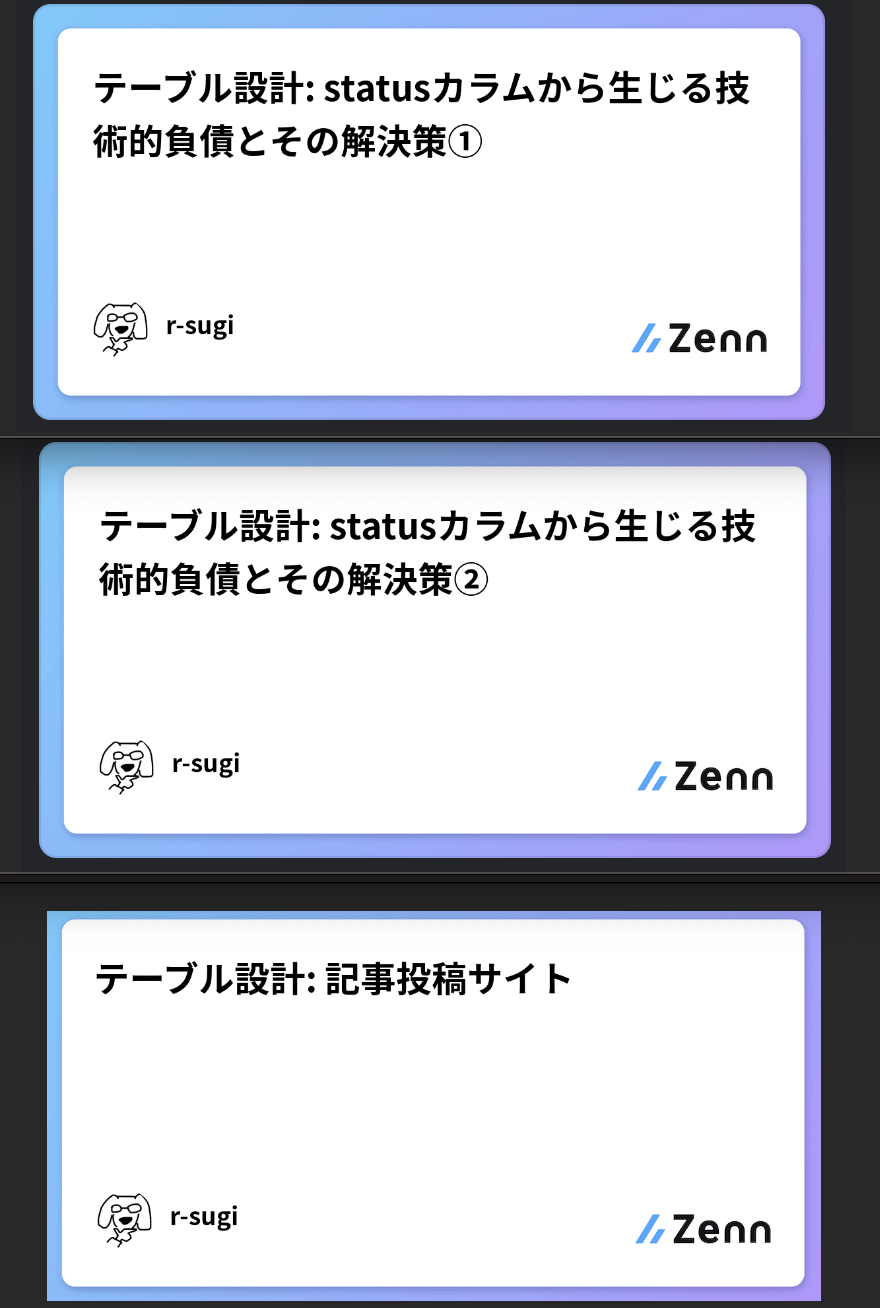 テーブル設計: statusカラムから生じる技
術的負債とその解決策①
r-sugi
Zenn
テーブル設計: statusカラムから生じる技
術的負債とその解決策②
r-sugi
Zenn
テーブル設計: 記事投稿サイト
r-sugi
Zenn